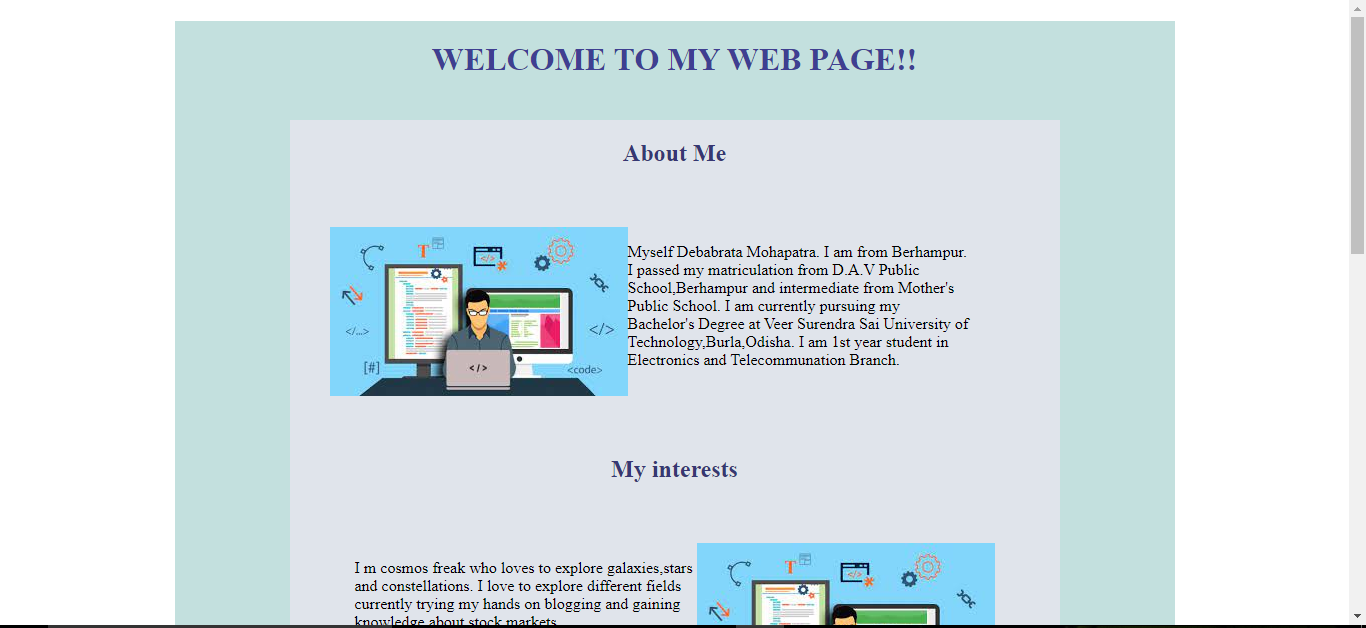 WELCOME TO MY WEB PAGE!!
About Me
T
</>
</...>
</>
[#]
</>
<code>
Myself Debabrata Mohapatra. I am from Berhampur.
I passed my matriculation from D.A.V Public
School,Berhampur and intermediate from Mother's
Public School. I am currently pursuing my
Bachelor's Degree at Veer Surendra Sai University of
Technology,Burla,Odisha. I am 1st year student in
Electronics and Telecommunation Branch.
My interests
I m cosmos freak who loves to explore galaxies,stars
and constellations. I love to explore different fields
currently trying my hands on blogging and gaining
knowledge about stock markets
T
</>